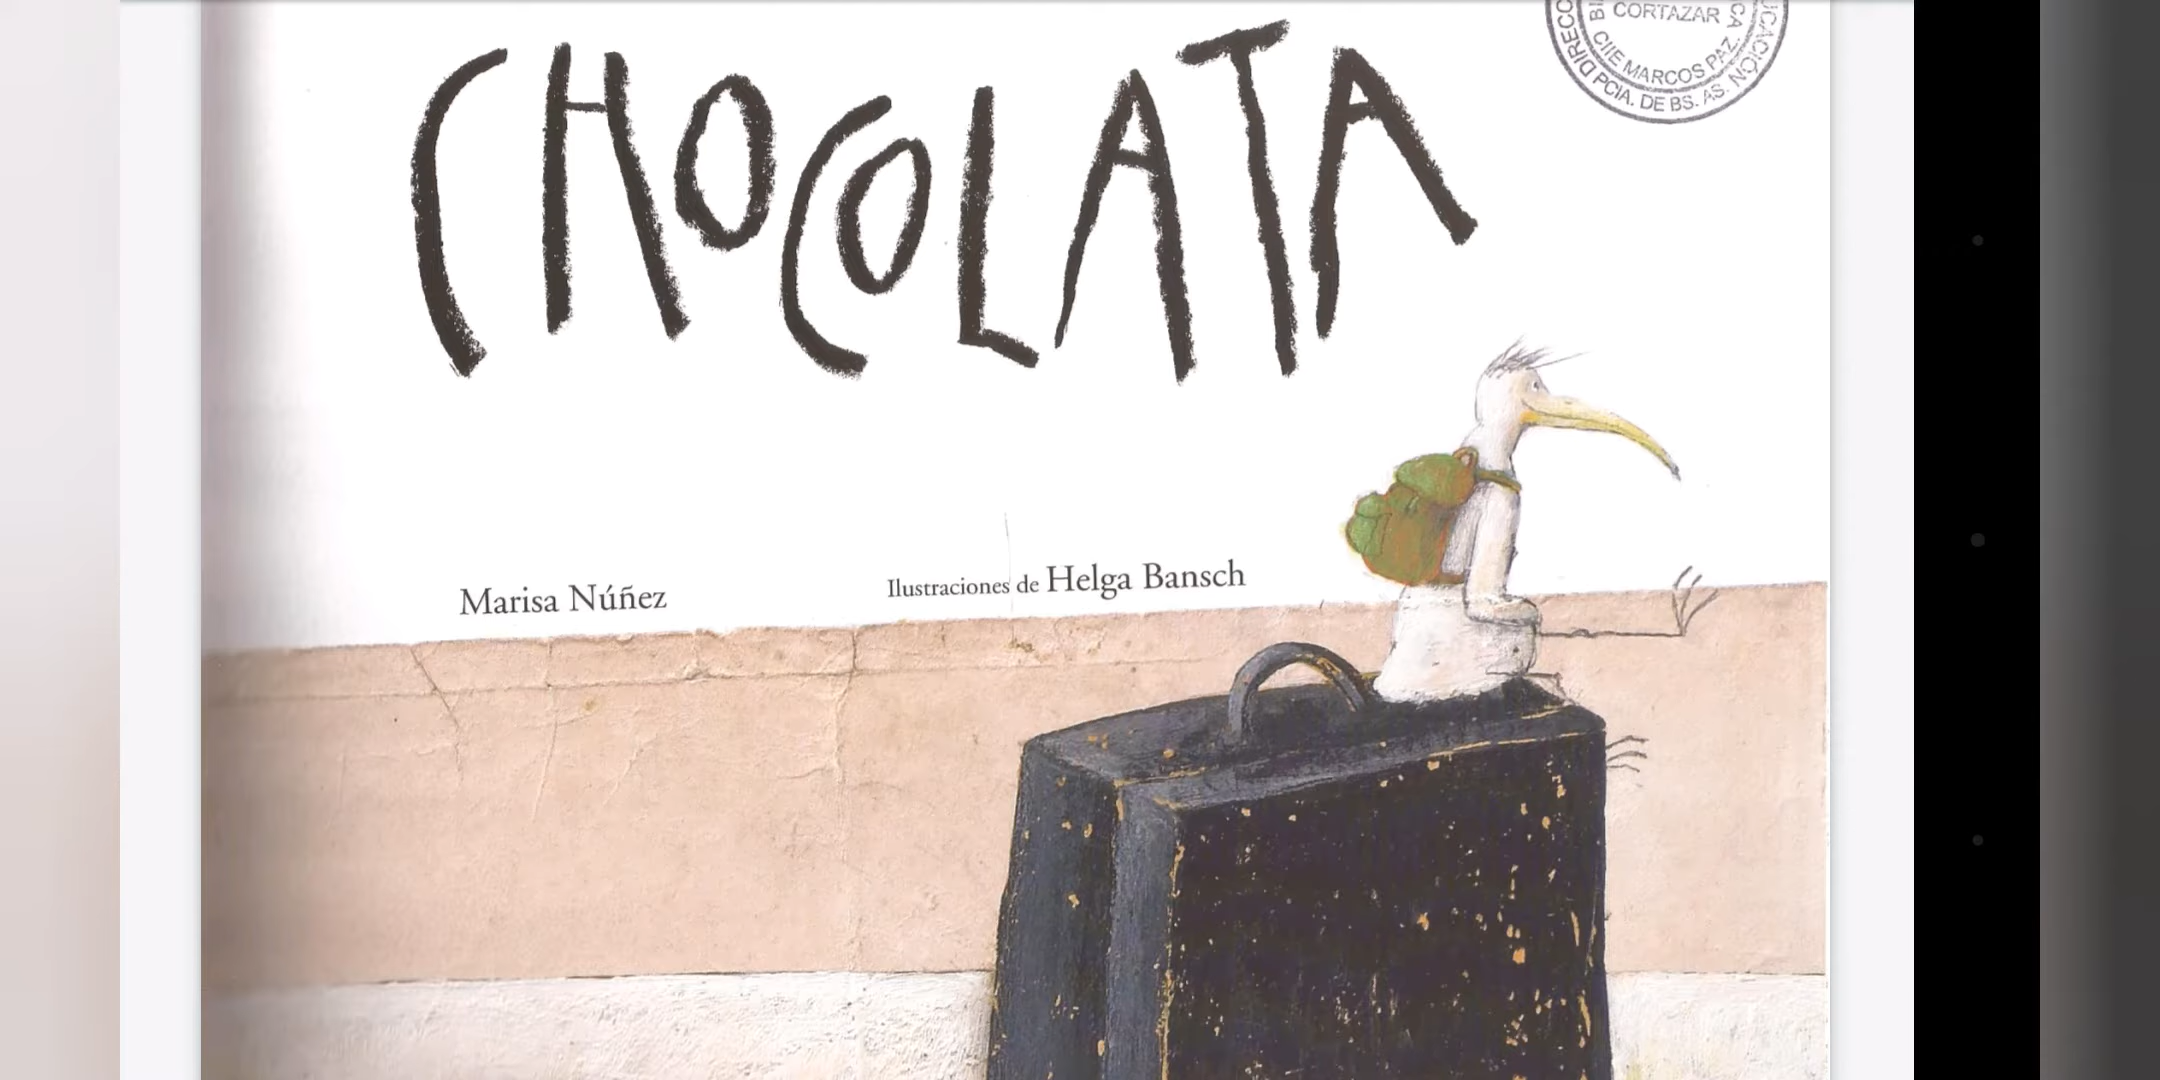 CHOCOLATA
CORTAZAR
CIIE MARCOS PAZ.
PCIA. DE BS. AS.
Marisa Núñez
Ilustraciones de Helga Bansch